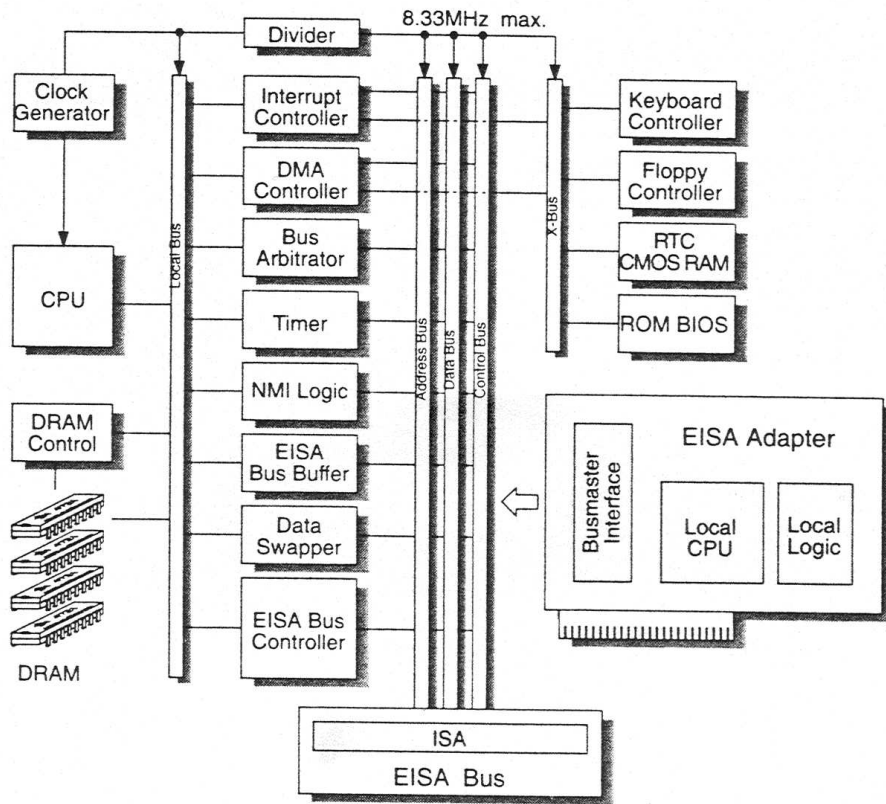 8.33MHz max.
Divider
Clock
Generator
Interrupt
Controller
Keyboard
Controller
DMA
Controller
Floppy
Controller
Local Bus
X-Bus
Bus
Arbitrator
RTC
CMOS RAM
CPU
Timer
ROM BIOS
Address Bus
Data Bus
Control Bus
NMI Logic
DRAM
Control
EISA
Bus Buffer
EISA Adapter
Busmaster
Interface
Local
CPU
Local
Logic
Data
Swapper
EISA Bus
Controller
DRAM
ISA
EISA Bus